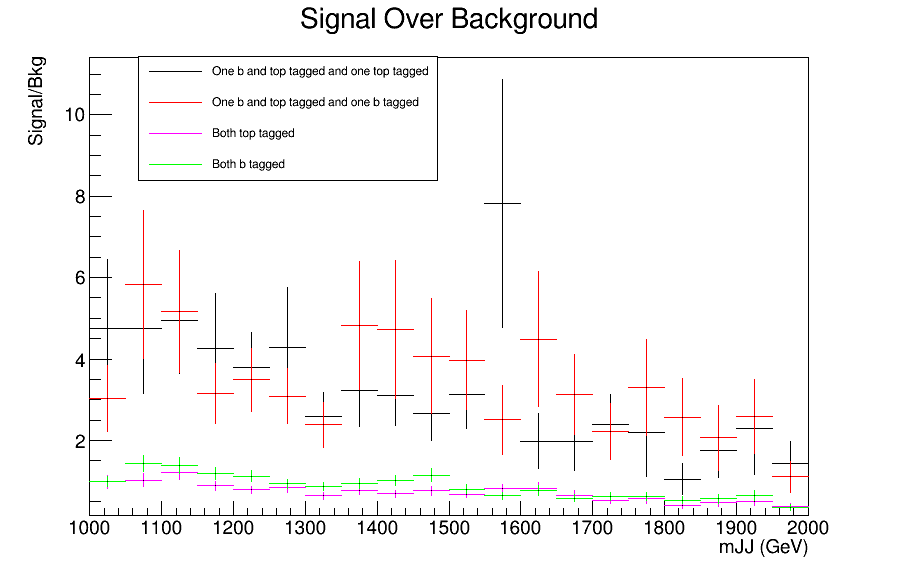 Signal Over Background
Signal/Bkg
One b and top tagged and one top tagged
One b and top tagged and one b tagged
Both top tagged
Both b tagged
10
8
6
4
2
1000 1100 1200 1300 1400 1500 1600 1700 1800 1900 2000
mJJ (GeV)